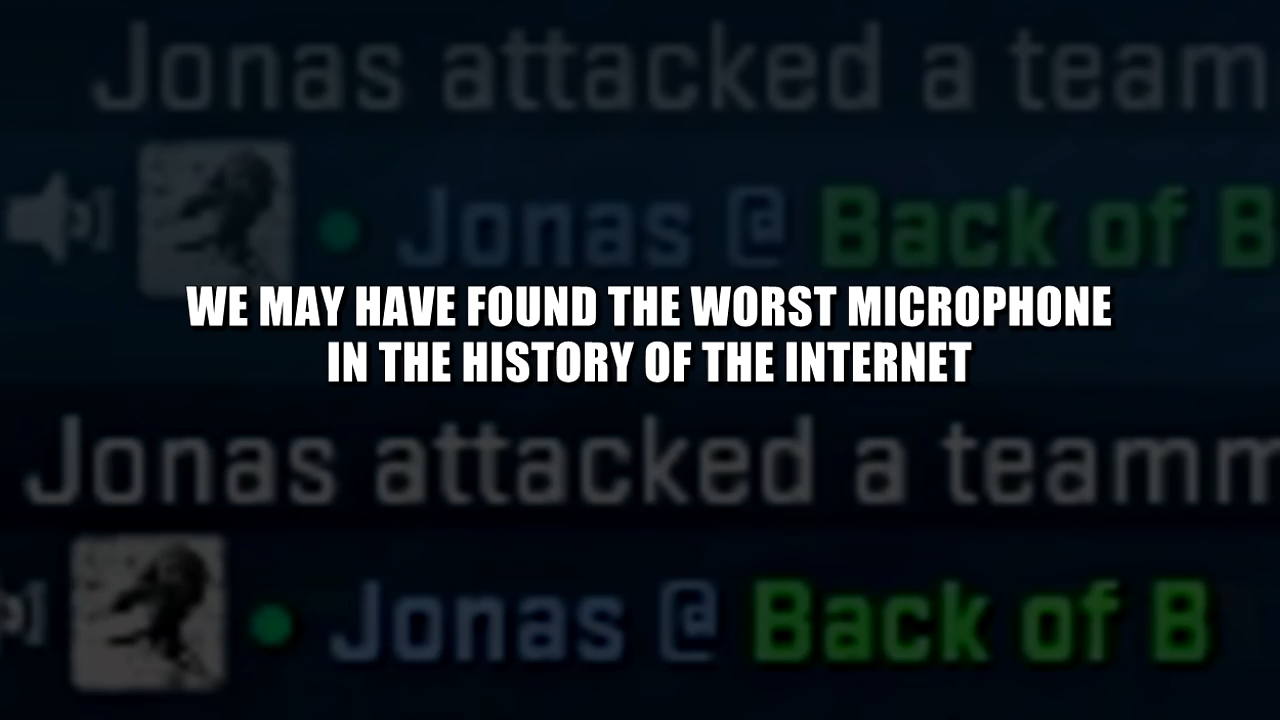 Jonas attacked a team
Jonas @ Back of B
WE MAY HAVE FOUND THE WORST MICROPHONE
IN THE HISTORY OF THE INTERNET
Jonas attacked a teamm
Jonas @ Back of B